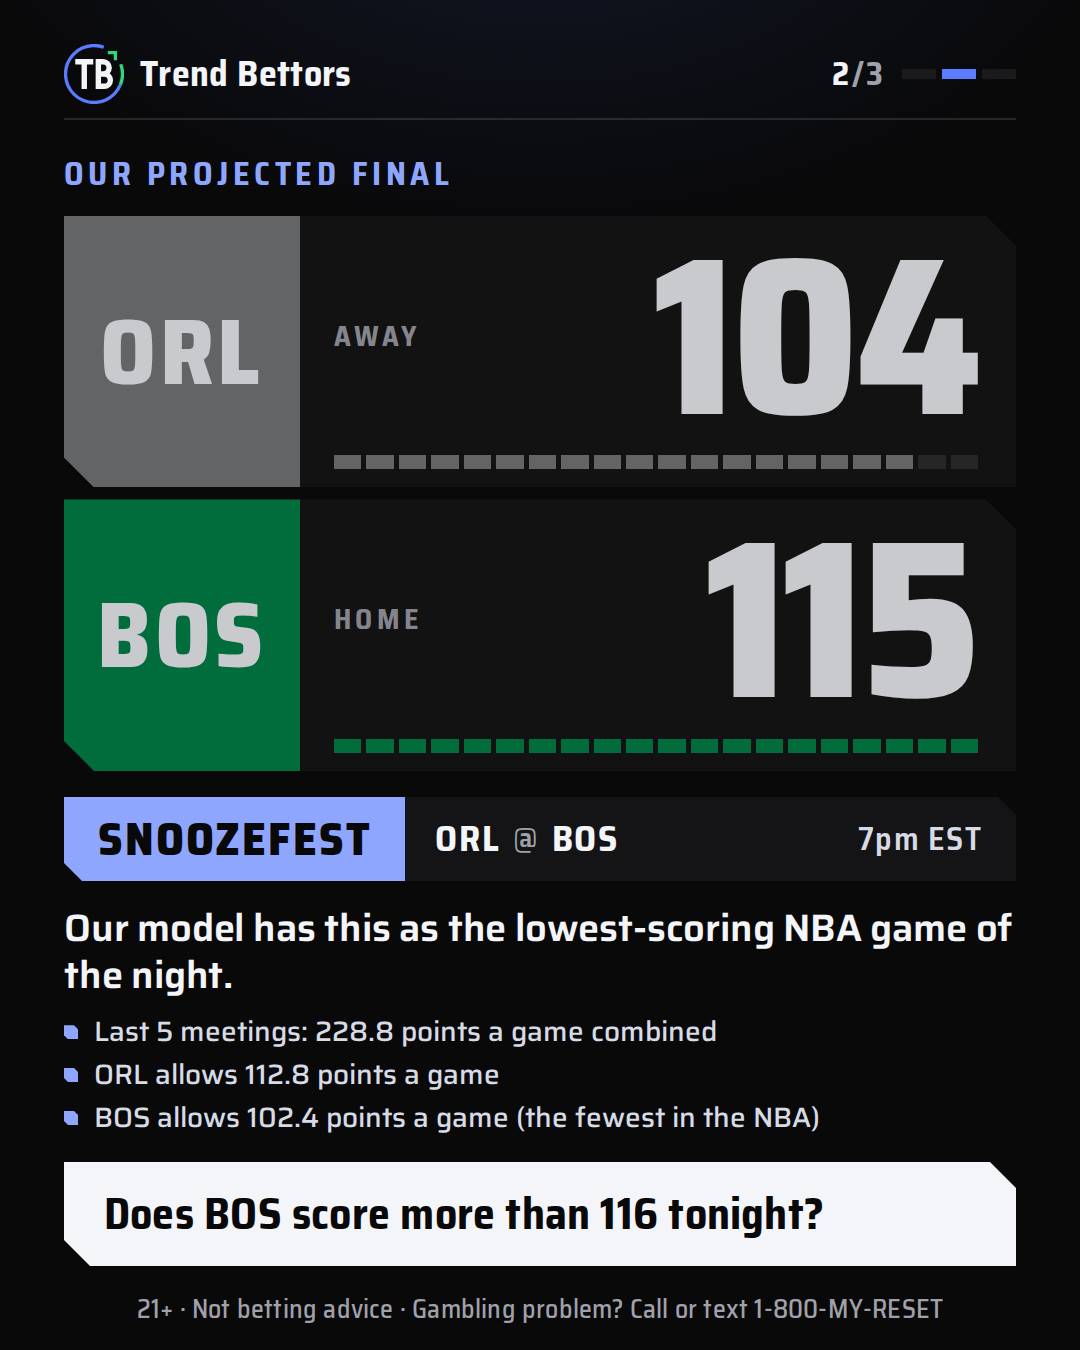 TB Trend Bettors
2/3
OUR PROJECTED FINAL
ORL
AWAY
104
BOS
HOME
115
SNOOZEFEST
ORL @ BOS
7pm EST
Our model has this as the lowest-scoring NBA game of
the night.
Last 5 meetings: 228.8 points a game combined
ORL allows 112.8 points a game
BOS allows 102.4 points a game (the fewest in the NBA)
Does BOS score more than 116 tonight?
21+ · Not betting advice · Gambling problem? Call or text 1-800-MY-RESET